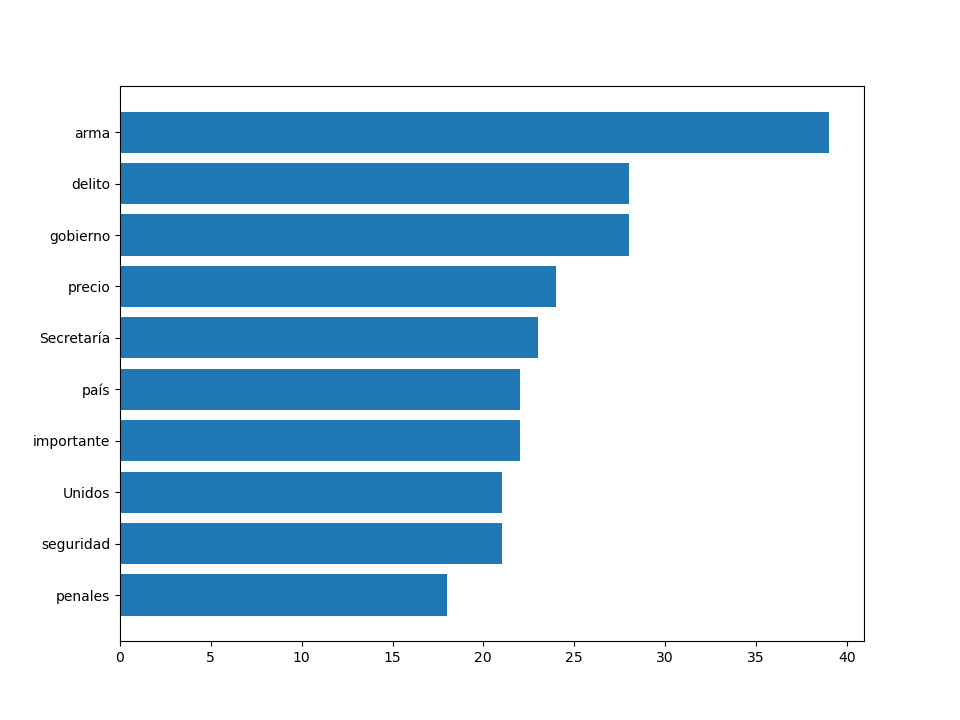 arma
delito
gobierno
precio
Secretaría
país
importante
Unidos
seguridad
penales
0 5 10 15 20 25 30 35 40